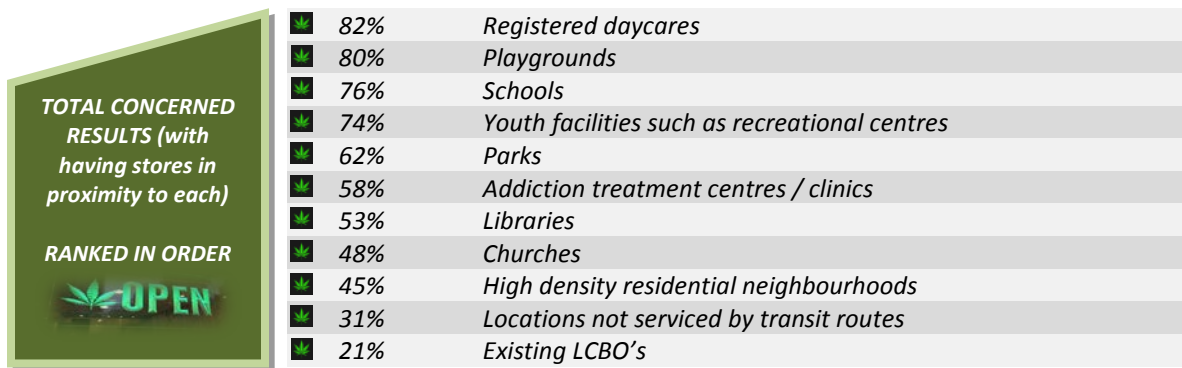 TOTAL CONCERNED
RESULTS (with
having stores in
proximity to each)
RANKED IN ORDER
OPEN
82% Registered daycares
80% Playgrounds
76% Schools
74% Youth facilities such as recreational centres
62% Parks
58% Addiction treatment centres / clinics
53% Libraries
48% Churches
45% High density residential neighbourhoods
31% Locations not serviced by transit routes
21% Existing LCBO’s